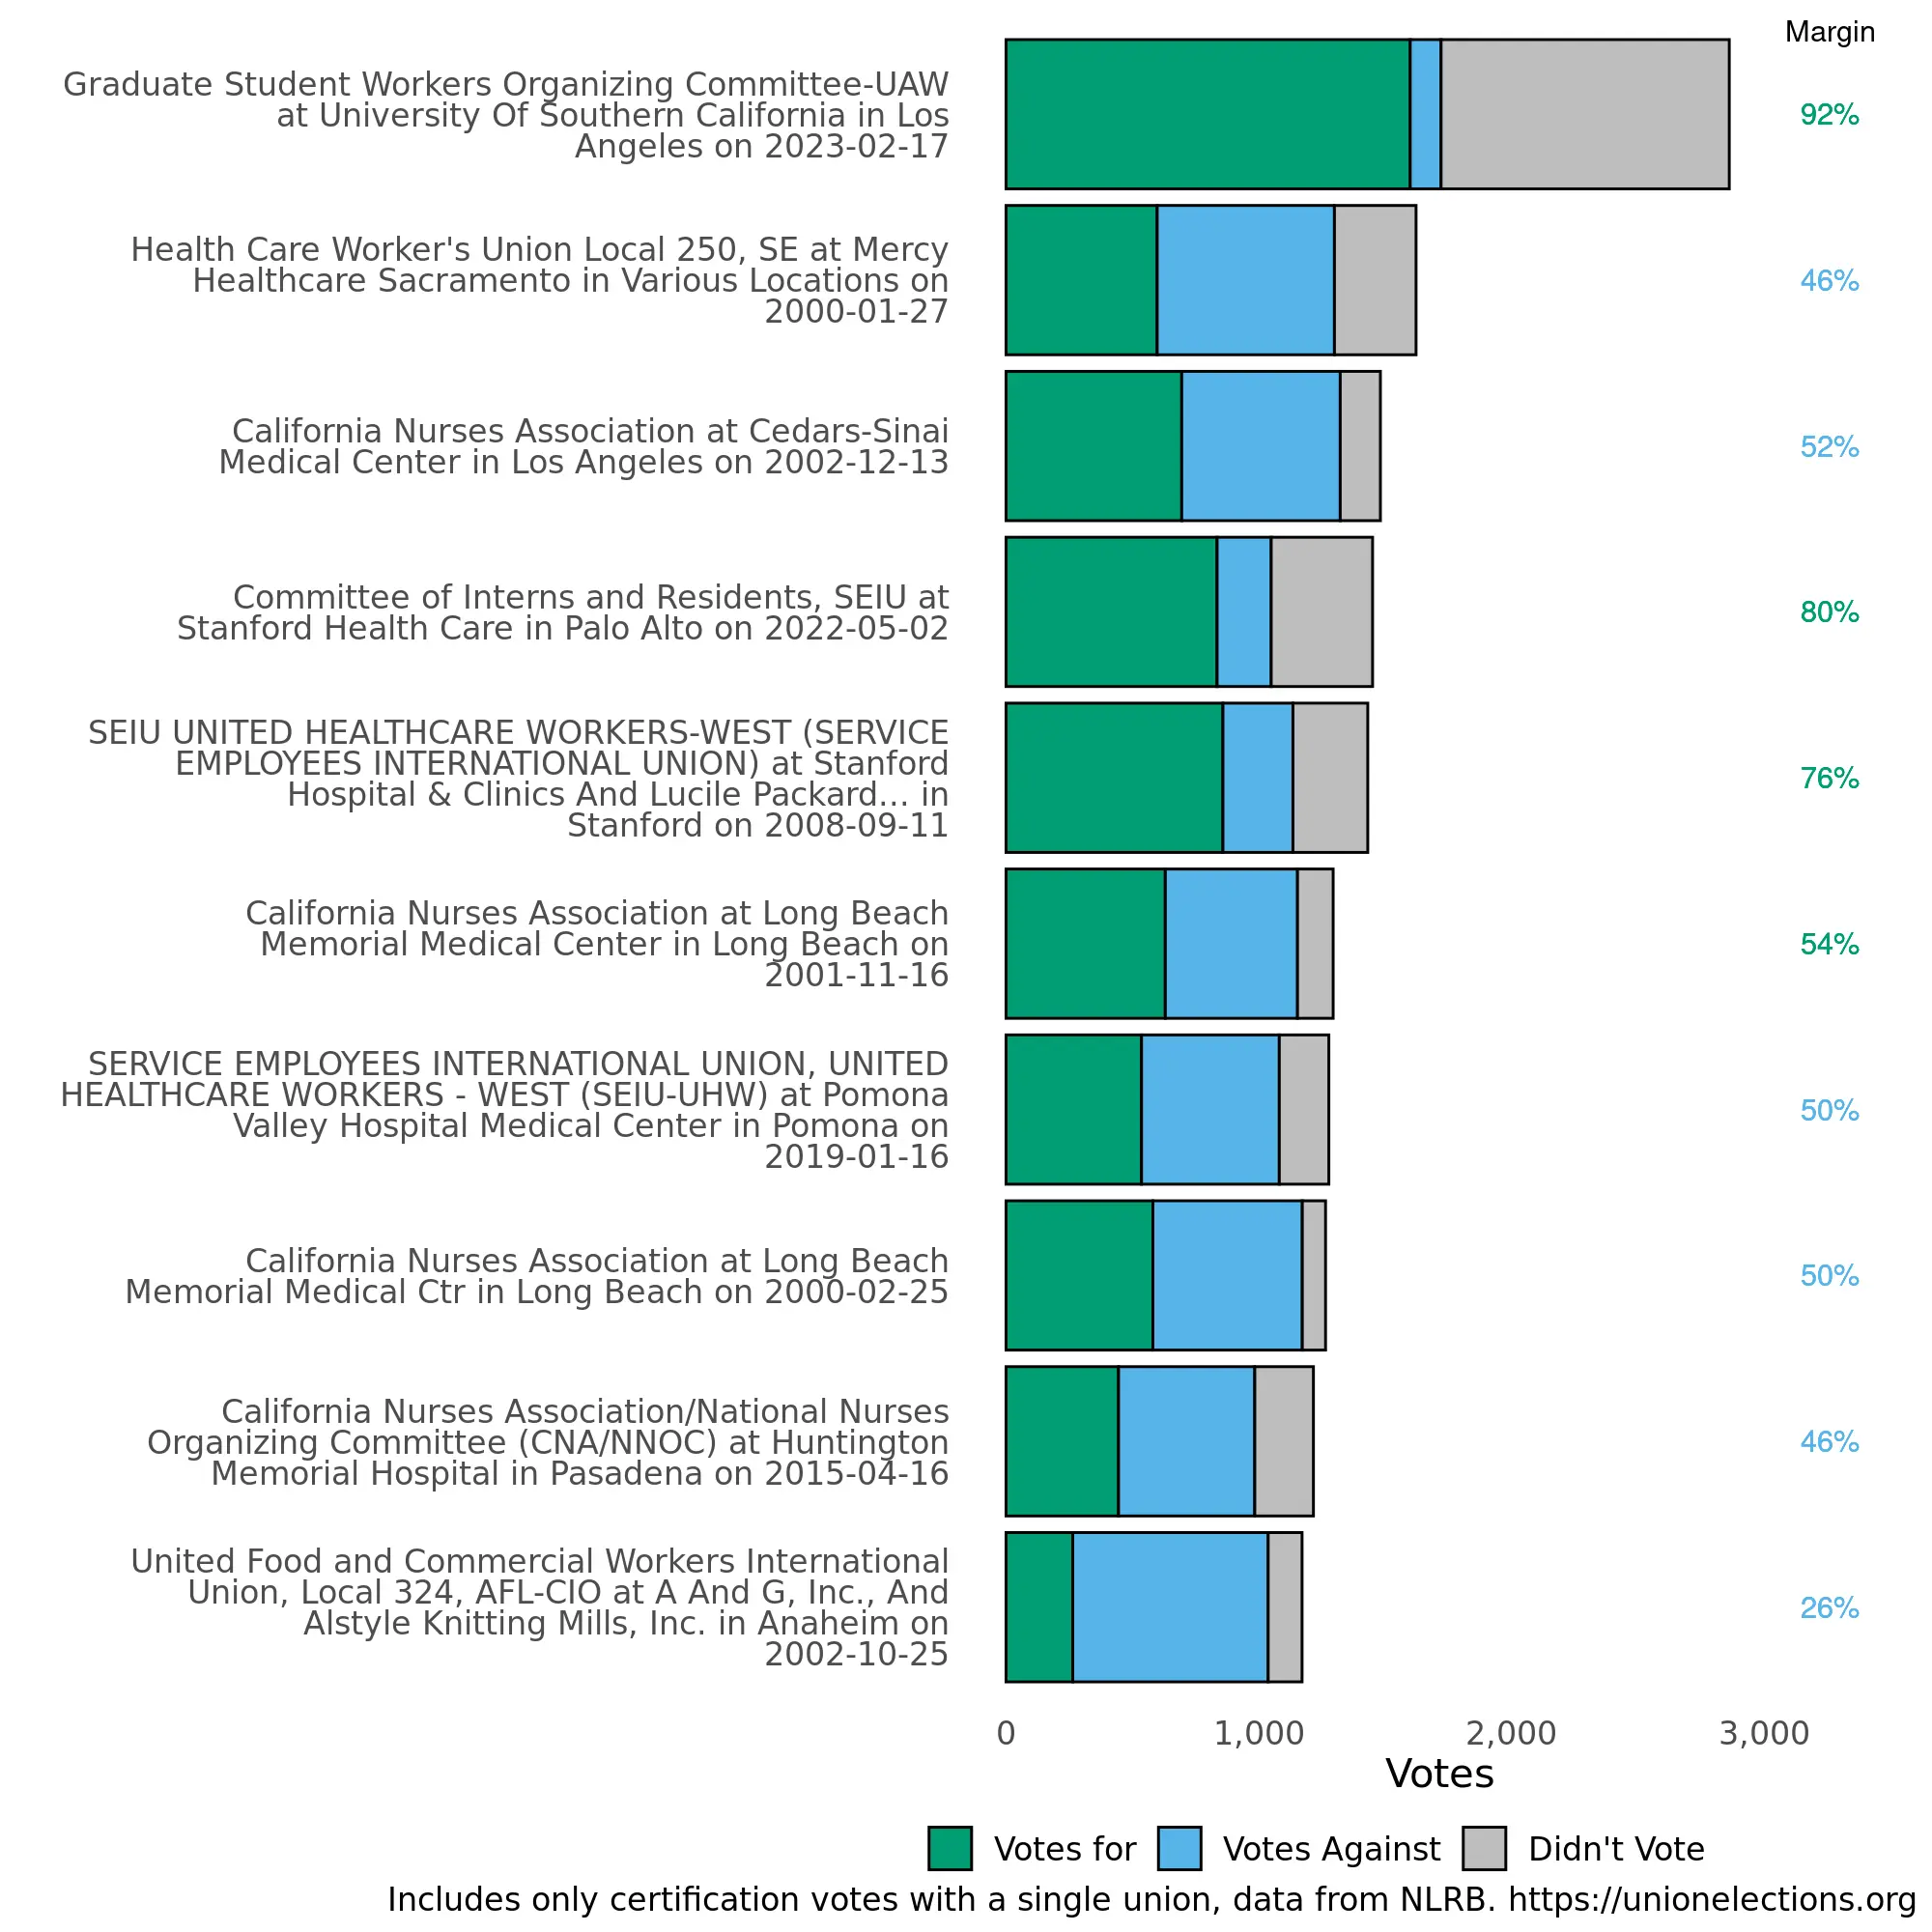 Margin
Graduate Student Workers Organizing Committee-UAW
at University Of Southern California in Los
Angeles on 2023-02-17
92%
Health Care Worker's Union Local 250, SE at Mercy
Healthcare Sacramento in Various Locations on
2000-01-27
46%
California Nurses Association at Cedars-Sinai
Medical Center in Los Angeles on 2002-12-13
52%
Committee of Interns and Residents, SEIU at
Stanford Health Care in Palo Alto on 2022-05-02
80%
SEIU UNITED HEALTHCARE WORKERS-WEST (SERVICE
EMPLOYEES INTERNATIONAL UNION) at Stanford
Hospital & Clinics And Lucile Packard... in
Stanford on 2008-09-11
76%
California Nurses Association at Long Beach
Memorial Medical Center in Long Beach on
2001-11-16
54%
SERVICE EMPLOYEES INTERNATIONAL UNION, UNITED
HEALTHCARE WORKERS - WEST (SEIU-UHW) at Pomona
Valley Hospital Medical Center in Pomona on
2019-01-16
50%
California Nurses Association at Long Beach
Memorial Medical Ctr in Long Beach on 2000-02-25
50%
California Nurses Association/National Nurses
Organizing Committee (CNA/NNOC) at Huntington
Memorial Hospital in Pasadena on 2015-04-16
46%
United Food and Commercial Workers International
Union, Local 324, AFL-CIO at A And G, Inc., And
Alstyle Knitting Mills, Inc. in Anaheim on
2002-10-25
26%
0 1,000 2,000 3,000
Votes
Votes for Votes Against Didn't Vote
Includes only certification votes with a single union, data from NLRB. https://unionelections.org